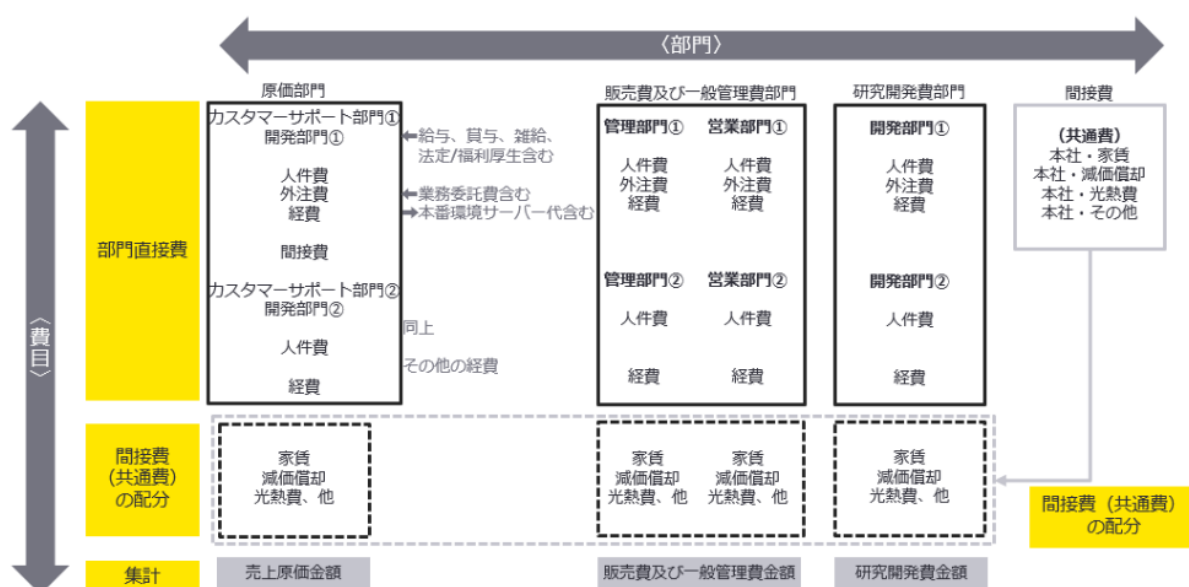 〈部門〉
〈費目〉
原価部門
販売費及び一般管理費部門
研究開発費部門
間接費
部門直接費
カスタマーサポート部門①
開発部門①
人件費
外注費
経費
間接費
カスタマーサポート部門②
開発部門②
人件費
経費
←給与、賞与、雑給、
法定/福利厚生含む
←業務委託費含む
➡本番環境サーバー代含む
同上
その他の経費
管理部門①
人件費
外注費
経費
管理部門②
人件費
経費
営業部門①
人件費
外注費
経費
営業部門②
人件費
経費
開発部門①
人件費
外注費
経費
開発部門②
人件費
経費
(共通費)
本社・家賃
本社・減価償却
本社・光熱費
本社・その他
間接費
(共通費)
の配分
家賃
減価償却
光熱費、他
家賃
減価償却
光熱費、他
家賃
減価償却
光熱費、他
家賃
減価償却
光熱費、他
間接費(共通費)
の配分
集計
売上原価金額
販売費及び一般管理費金額
研究開発費金額